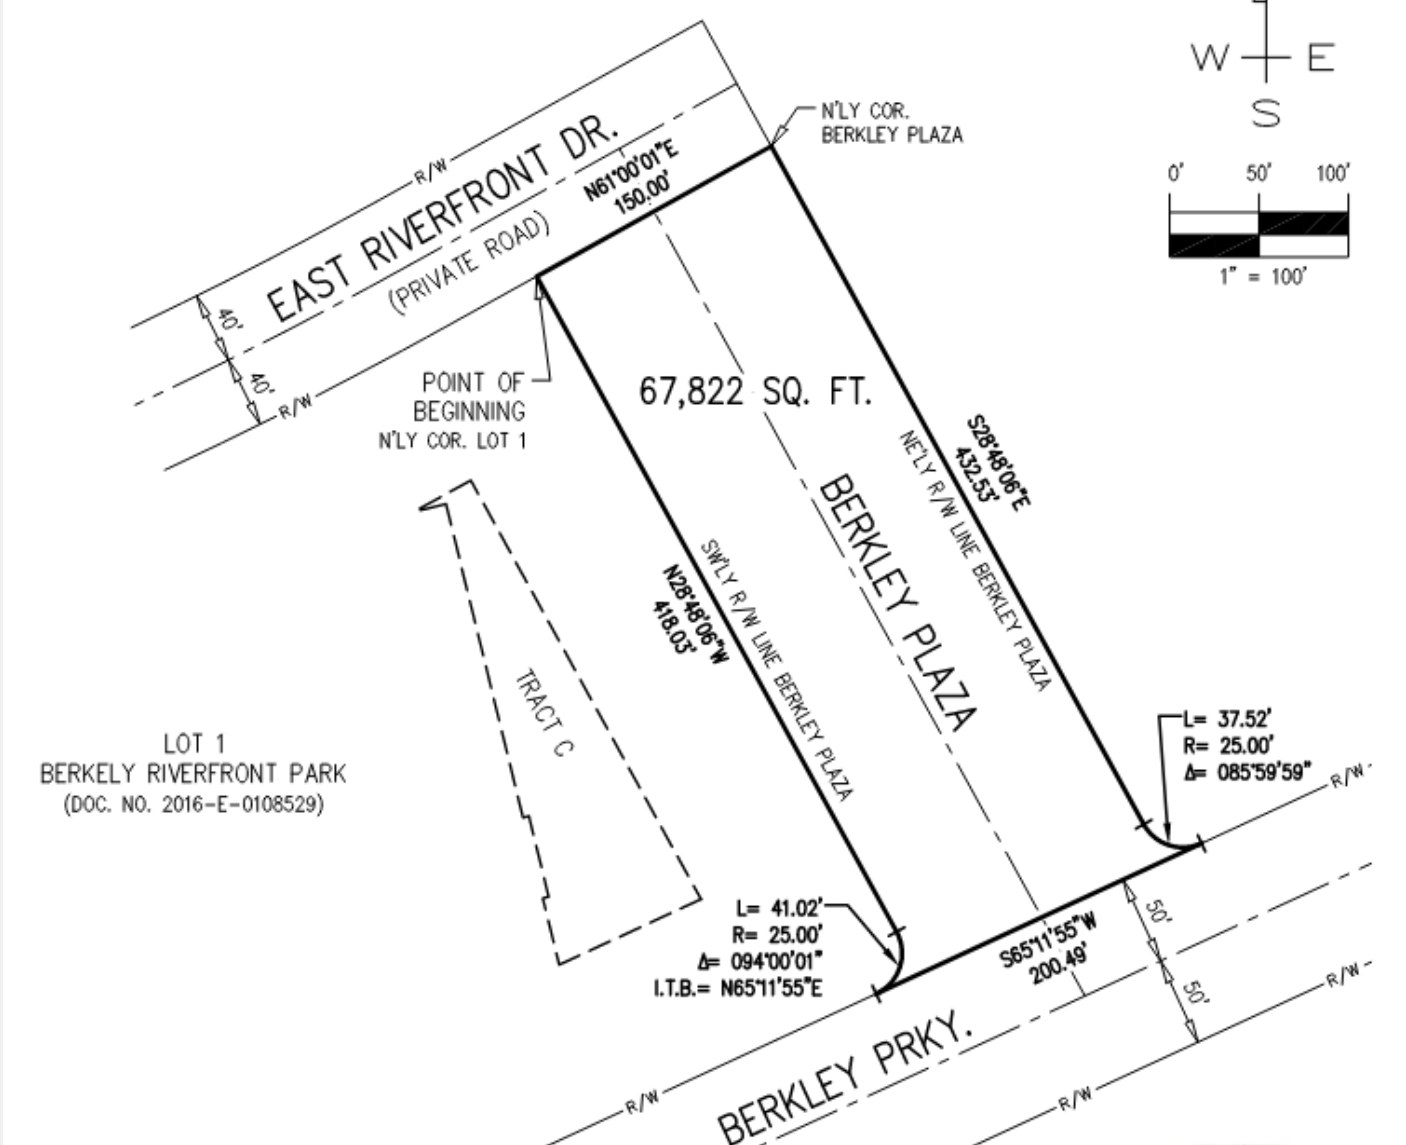 W E
S
0' 50' 100'
1" = 100'
N'LY COR.
BERKLEY PLAZA
R/W
EAST RIVERFRONT DR.
(PRIVATE ROAD)
N61°00'01"E
150.00'
40'
40'
R/W
POINT OF
BEGINNING
N'LY COR. LOT 1
67,822 SQ. FT.
S28°48'06"E
432.53'
NE'LY R/W LINE BERKLEY PLAZA
BERKLEY PLAZA
SW'LY R/W LINE BERKLEY PLAZA
N28°48'06"W
418.03'
TRACT C
LOT 1
BERKELY RIVERFRONT PARK
(DOC. NO. 2016-E-0108529)
L= 37.52'
R= 25.00'
Δ= 085°59'59"
R/W
L= 41.02'
R= 25.00'
Δ= 094°00'01"
I.T.B.= N65°11'55"E
S65°11'55"W
200.49'
50'
50'
R/W
BERKLEY PRKY.
R/W
R/W